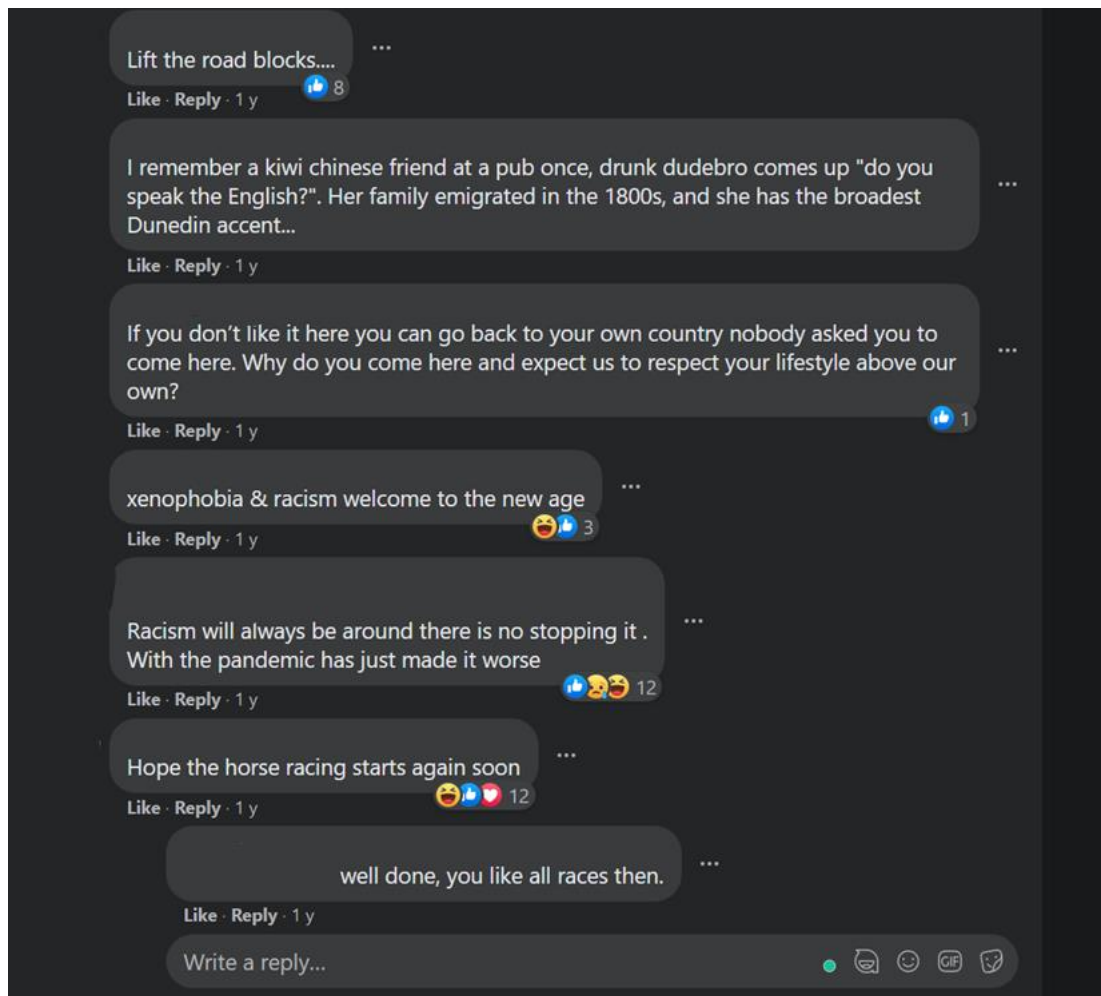 Lift the road blocks....
8
Like · Reply · 1 y
I remember a kiwi chinese friend at a pub once, drunk dudebro comes up "do you
speak the English?". Her family emigrated in the 1800s, and she has the broadest
Dunedin accent...
Like · Reply · 1 y
If you don’t like it here you can go back to your own country nobody asked you to
come here. Why do you come here and expect us to respect your lifestyle above our
own?
1
Like · Reply · 1 y
xenophobia & racism welcome to the new age
3
Like · Reply · 1 y
Racism will always be around there is no stopping it .
With the pandemic has just made it worse
12
Like · Reply · 1 y
Hope the horse racing starts again soon
12
Like · Reply · 1 y
well done, you like all races then.
Like · Reply · 1 y
Write a reply...
GIF